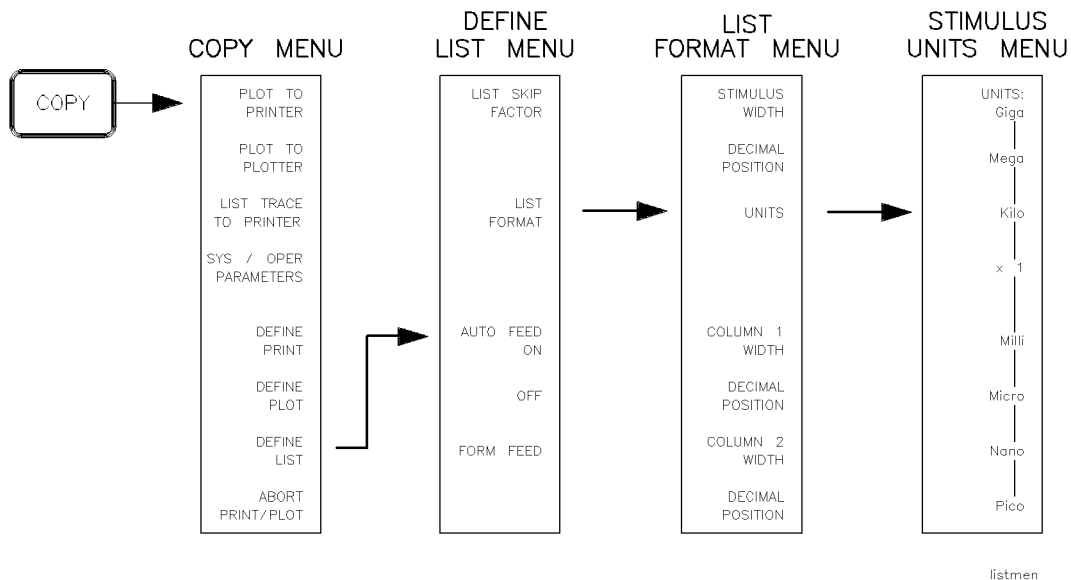 COPY
COPY MENU
PLOT TO
PRINTER
PLOT TO
PLOTTER
LIST TRACE
TO PRINTER
SYS / OPER
PARAMETERS
DEFINE
PRINT
DEFINE
PLOT
DEFINE
LIST
ABORT
PRINT/PLOT
DEFINE
LIST MENU
LIST SKIP
FACTOR
LIST
FORMAT
AUTO FEED
ON
OFF
FORM FEED
LIST
FORMAT MENU
STIMULUS
WIDTH
DECIMAL
POSITION
UNITS
COLUMN 1
WIDTH
DECIMAL
POSITION
COLUMN 2
WIDTH
DECIMAL
POSITION
STIMULUS
UNITS MENU
UNITS:
Giga
Mega
Kilo
x 1
Milli
Micro
Nano
Pico
listmen